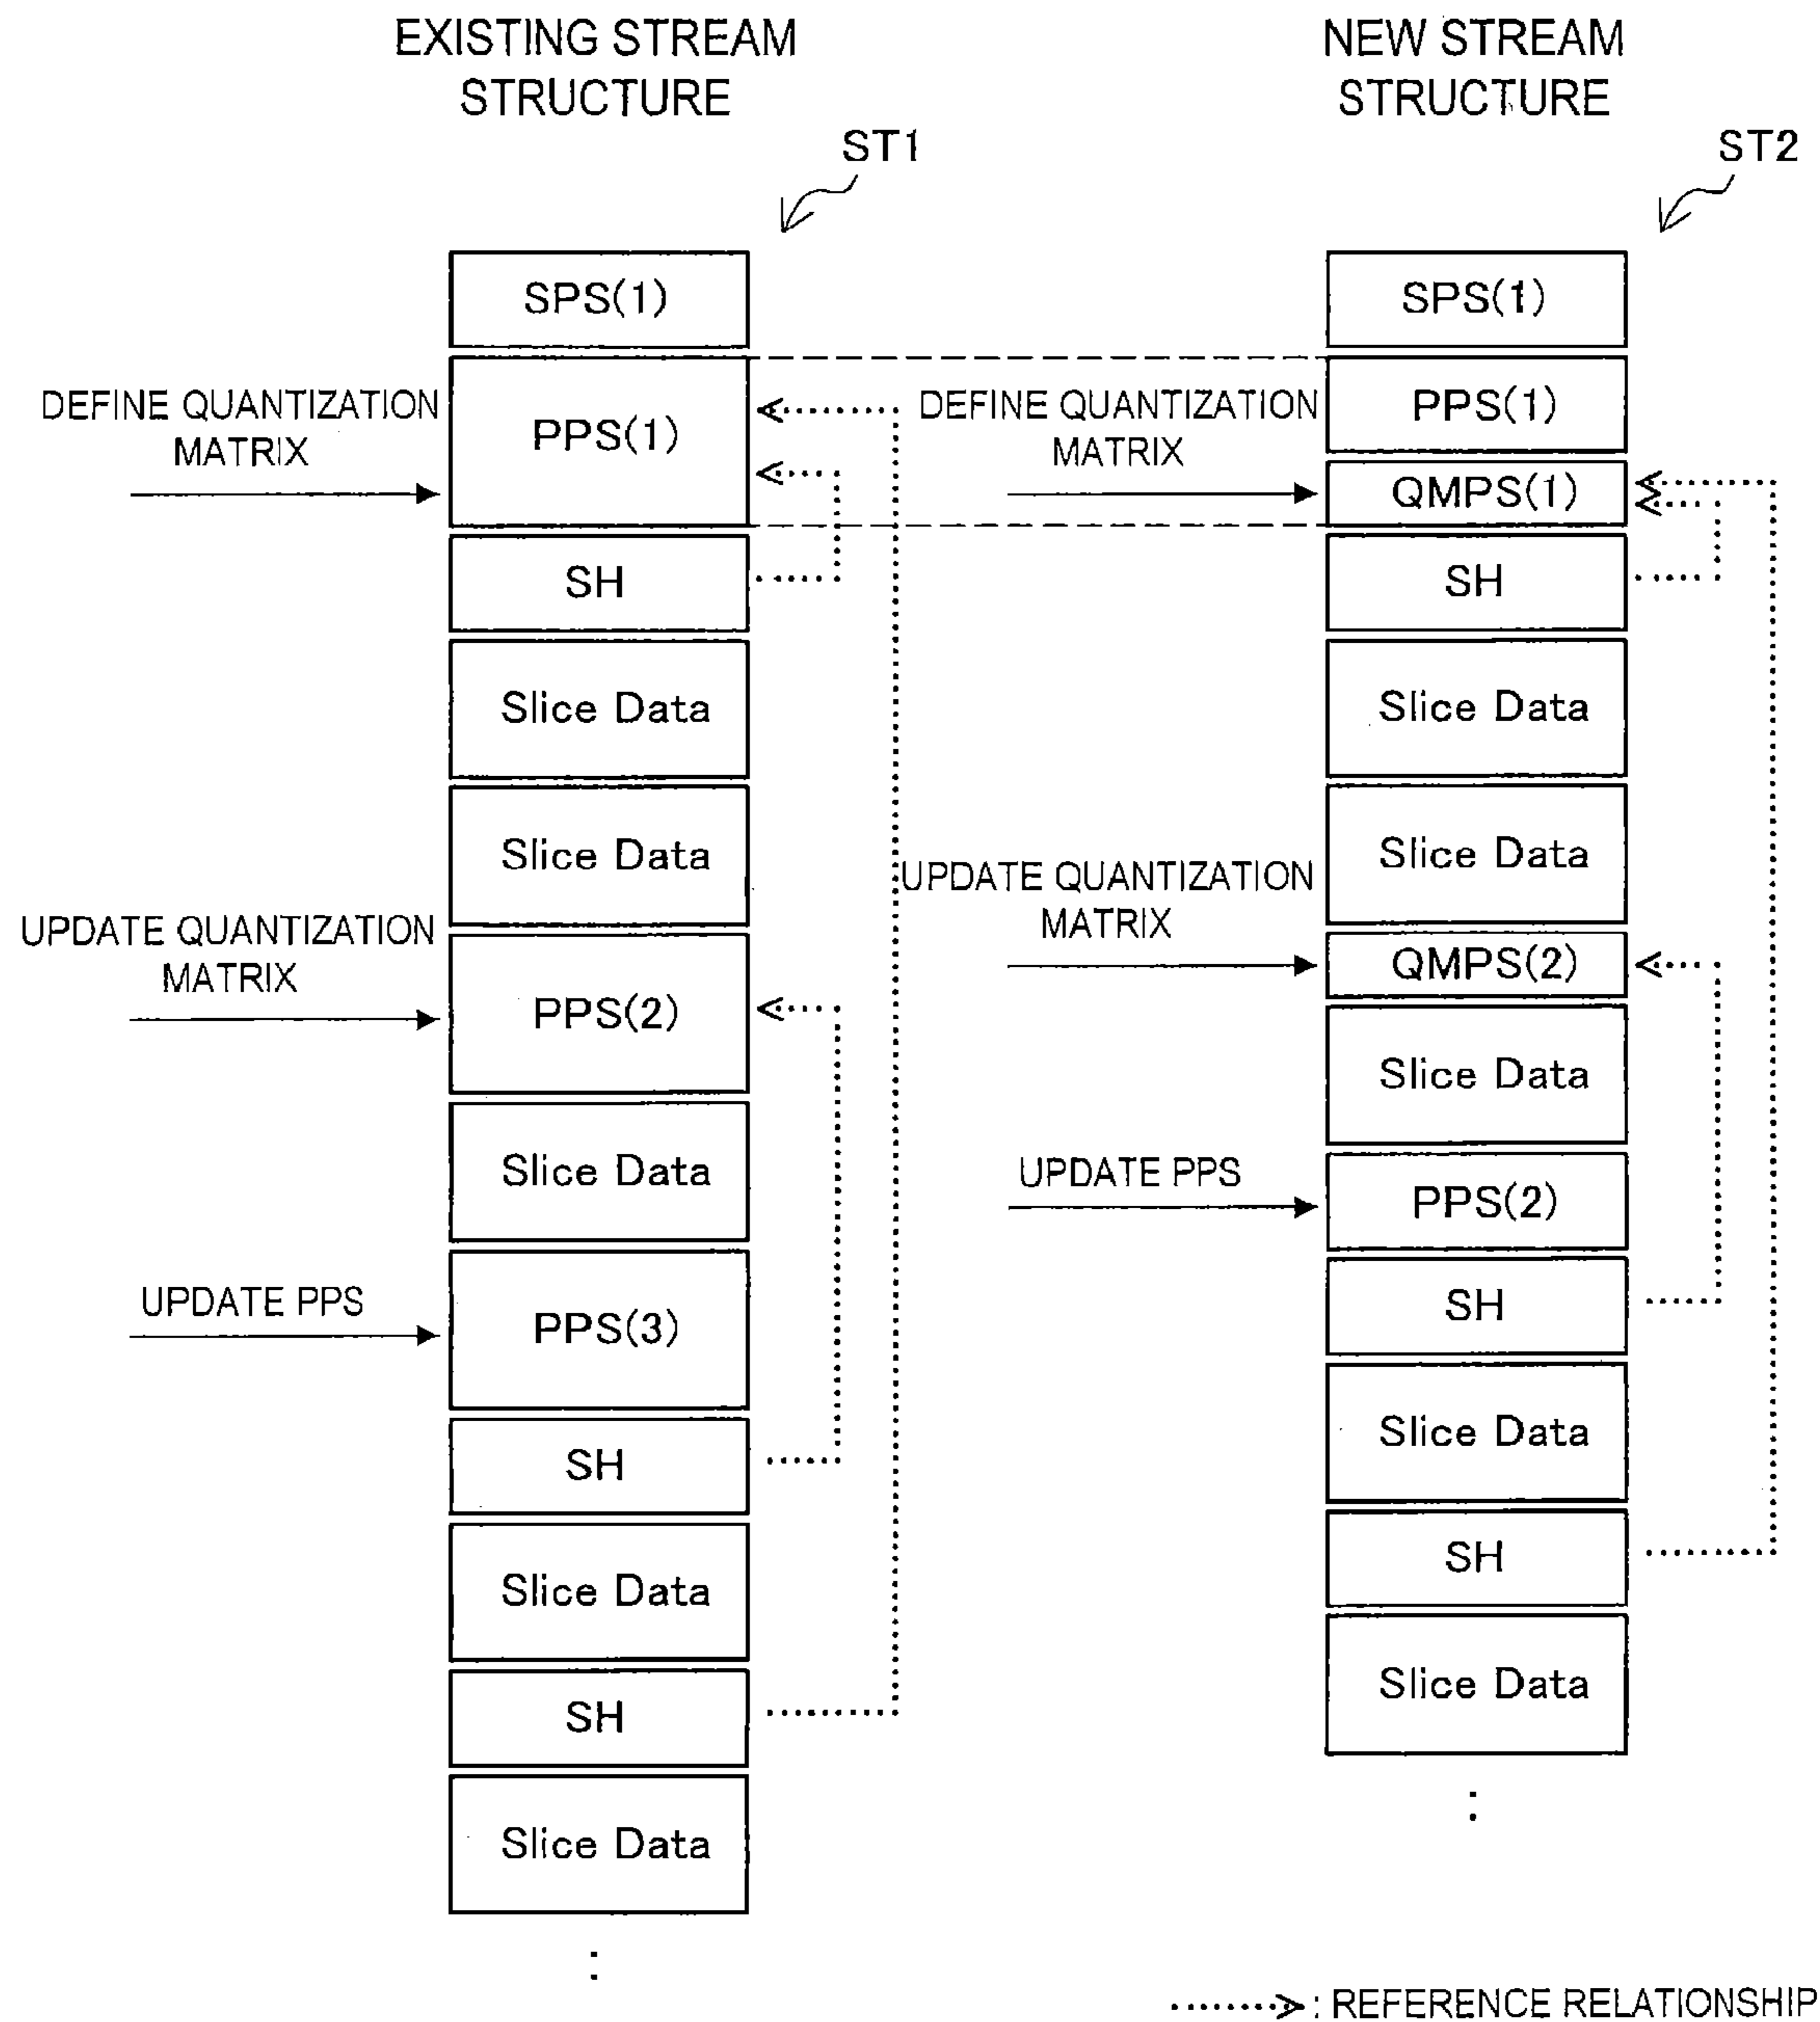 EXISTING STREAM
STRUCTURE
ST1
SPS(1)
DEFINE QUANTIZATION
MATRIX
PPS(1)
SH
Slice Data
Slice Data
UPDATE QUANTIZATION
MATRIX
PPS(2)
Slice Data
UPDATE PPS
PPS(3)
SH
Slice Data
SH
Slice Data
:
NEW STREAM
STRUCTURE
ST2
SPS(1)
PPS(1)
DEFINE QUANTIZATION
MATRIX
QMPS(1)
SH
Slice Data
Slice Data
UPDATE QUANTIZATION
MATRIX
QMPS(2)
Slice Data
UPDATE PPS
PPS(2)
SH
Slice Data
SH
Slice Data
:
: REFERENCE RELATIONSHIP